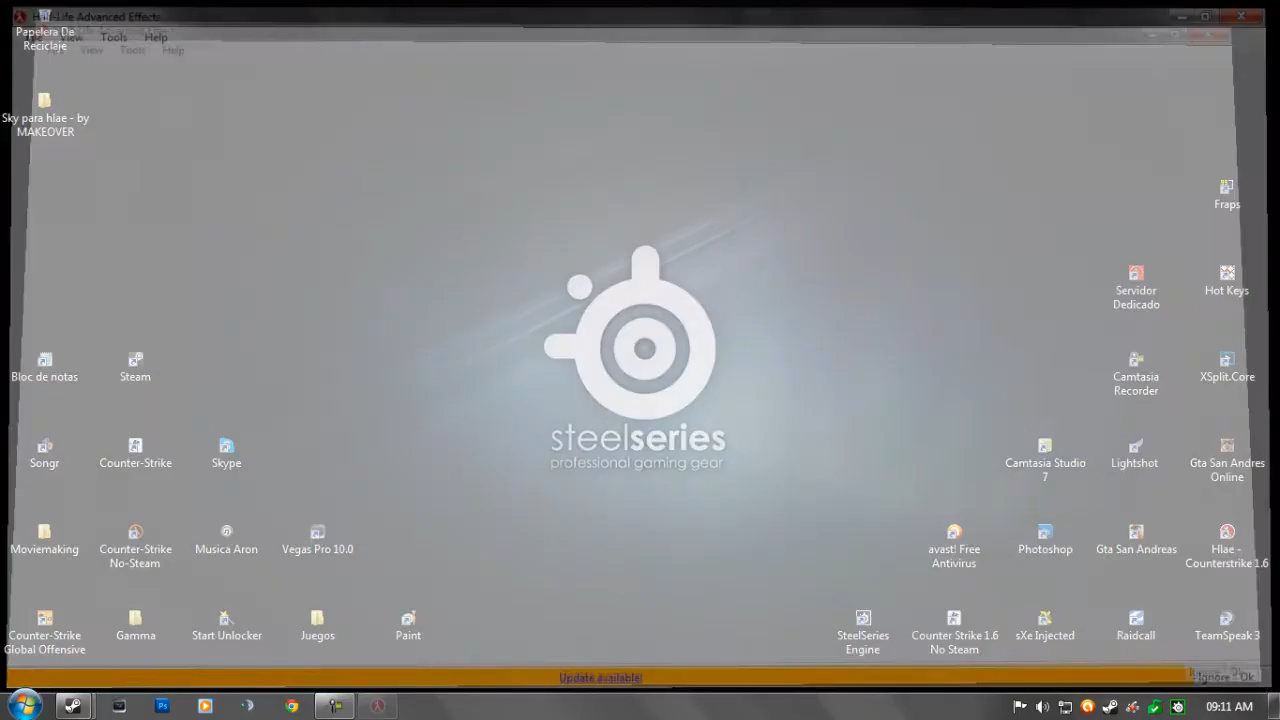 Half-Life Advanced Effects
View Tools Help
View Tools Help
Papelera De
Reciclaje
Sky para hlae - by
MAKEOVER
Fraps
Servidor
Dedicado
Hot Keys
Bloc de notas
Steam
Camtasia
Recorder
XSplit.Core
steelseries
professional gaming gear
Songr
Counter-Strike
Skype
Camtasia Studio
7
Lightshot
Gta San Andres
Online
Moviemaking
Counter-Strike
No-Steam
Musica Aron
Vegas Pro 10.0
avast! Free
Antivirus
Photoshop
Gta San Andreas
Hlae -
Counterstrike 1.6
Counter-Strike
Global Offensive
Gamma
Start Unlocker
Juegos
Paint
SteelSeries
Engine
Counter Strike 1.6
No Steam
sXe Injected
Raidcall
TeamSpeak 3
Update available!
Ignore Ok
Ps
09:11 AM